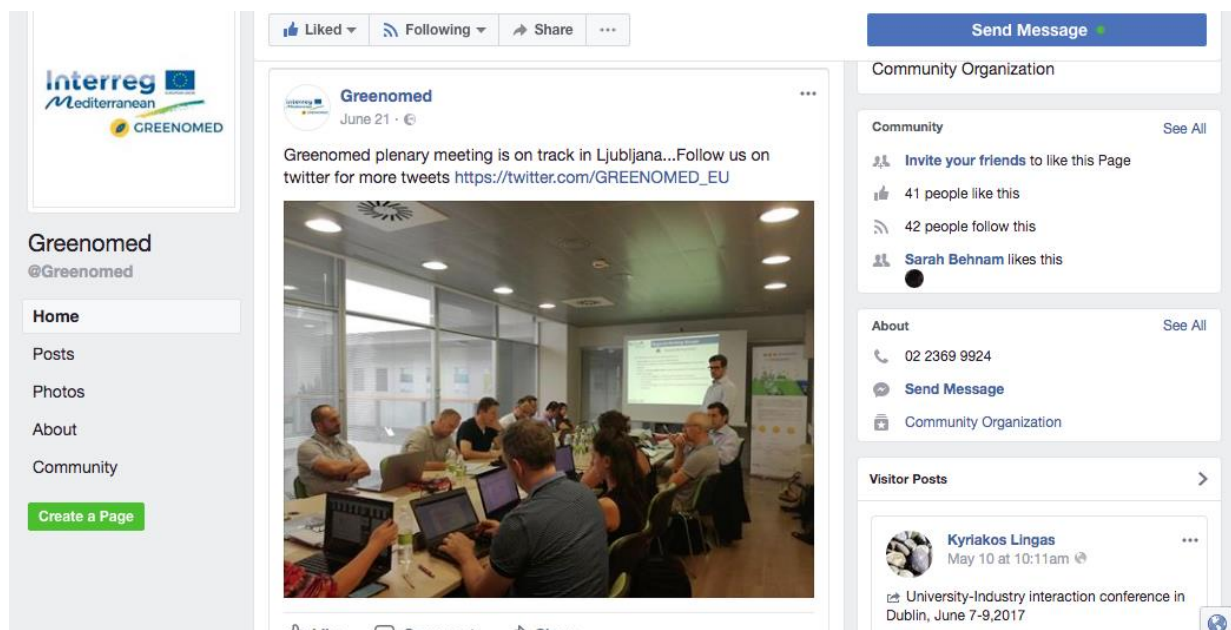 Interreg
Mediterranean
GREENOMED
Greenomed
@Greenomed
Home
Posts
Photos
About
Community
Create a Page
Liked
Following
Share
Greenomed
June 21
Greenomed plenary meeting is on track in Ljubljana...Follow us on
twitter for more tweets https://twitter.com/GREENOMED_EU
Send Message
Community Organization
Community
See All
Invite your friends to like this Page
41 people like this
42 people follow this
Sarah Behnam likes this
About
See All
02 2369 9924
Send Message
Community Organization
Visitor Posts
Kyriakos Lingas
May 10 at 10:11am
University-Industry interaction conference in
Dublin, June 7-9,2017